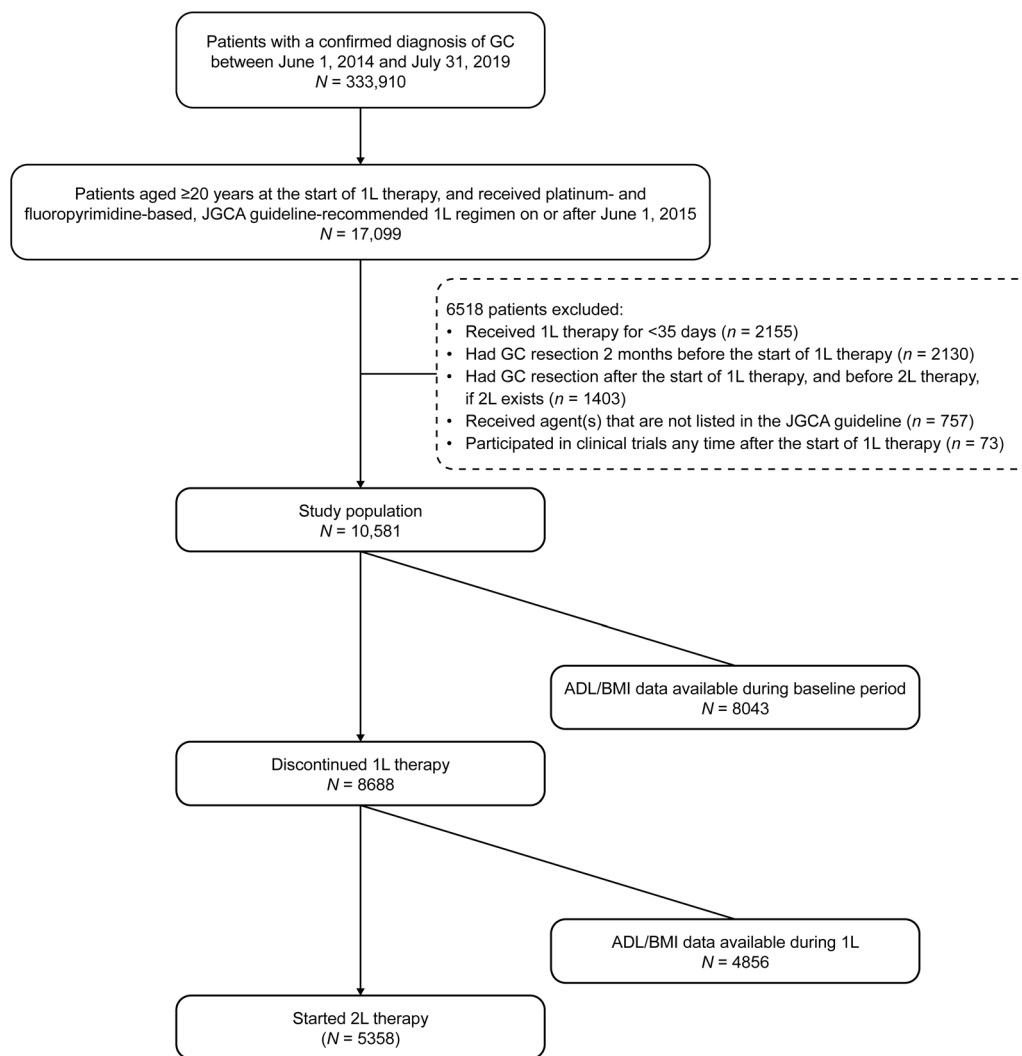 Patients with a confirmed diagnosis of GC
between June 1, 2014 and July 31, 2019
N = 333,910
Patients aged ≥20 years at the start of 1L therapy, and received platinum- and
fluoropyrimidine-based, JGCA guideline-recommended 1L regimen on or after June 1, 2015
N = 17,099
6518 patients excluded:
• Received 1L therapy for <35 days (n = 2155)
• Had GC resection 2 months before the start of 1L therapy (n = 2130)
• Had GC resection after the start of 1L therapy, and before 2L therapy,
if 2L exists (n = 1403)
• Received agent(s) that are not listed in the JGCA guideline (n = 757)
• Participated in clinical trials any time after the start of 1L therapy (n = 73)
Study population
N = 10,581
ADL/BMI data available during baseline period
N = 8043
Discontinued 1L therapy
N = 8688
ADL/BMI data available during 1L
N = 4856
Started 2L therapy
(N = 5358)